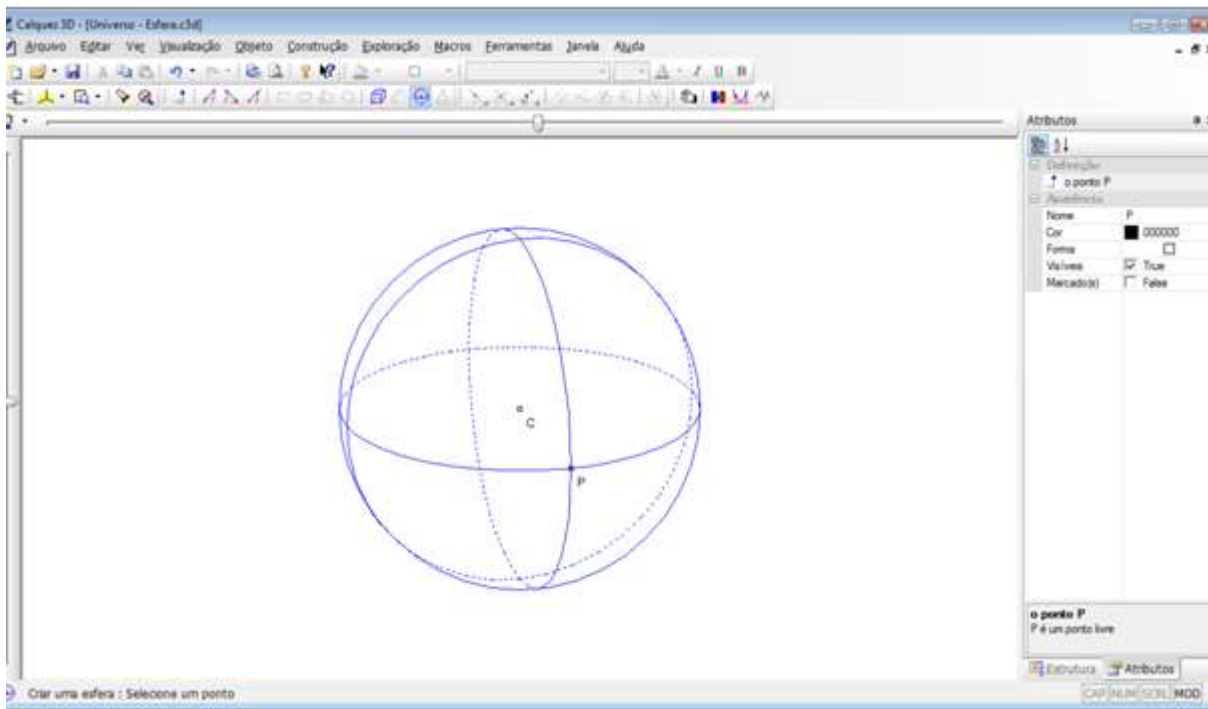 Calques 3D - [Universo - Esfera.c3d]
Arquivo Editar Ver Visualização Objeto Construção Exploração Macros Ferramentas Janela Ajuda
Atributos
Definição
o ponto P
Aparência
Nome P
Cor 000000
Forma
Visíveis True
Marcado(s) False
C
P
o ponto P
P é um ponto livre
Estrutura Atributos
Criar uma esfera : Selecione um ponto
CAP NUM SCRL MOD